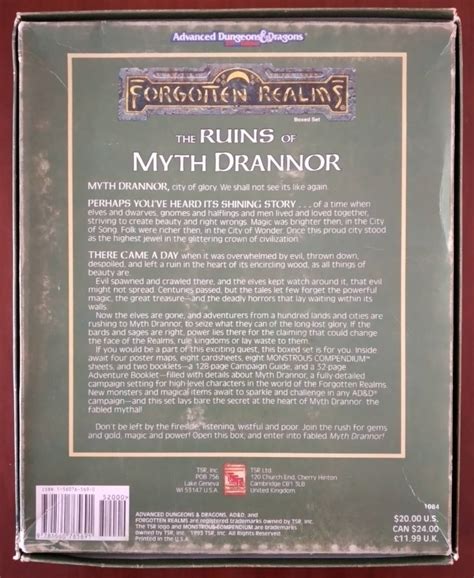 Advanced Dungeons & Dragons
FORGOTTEN REALMS
Boxed Set
THE RUINS OF
MYTH DRANNOR
MYTH DRANNOR, city of glory. We shall not see its like again.
PERHAPS YOU'VE HEARD ITS SHINING STORY . . . of a time when
elves and dwarves, gnomes and halflings and men lived and loved together,
striving to create beauty and right wrongs. Magic was brighter then, in the City
of Song. Folk were richer then, in the City of Wonder. Once this proud city stood
as the highest jewel in the glittering crown of civilization.
THERE CAME A DAY when it was overwhelmed by evil, thrown down,
despoiled, and left a ruin in the heart of its encircling wood, as all things of
beauty are.
Evil spawned and crawled there, and the elves kept watch around it, that evil
might not spread. Centuries passed, but the tales let few forget the powerful
magic, the great treasure—and the deadly horrors that lay waiting within its
walls.
Now the elves are gone, and adventurers from a hundred lands and cities are
rushing to Myth Drannor, to seize what they can of the long-lost glory. If the
bards and sages are right, power lies there for the claiming that could change
the face of the Realms, rule kingdoms or lay waste to them.
If you would be a part of this exciting quest, this boxed set is for you. Inside
await four poster maps, eight cardsheets, eight MONSTROUS COMPENDIUM
sheets, and two booklets—a 128-page Campaign Guide, and a 32-page
Adventure Booklet—filled with details about Myth Drannor, a fully detailed
campaign setting for high-level characters in the world of the Forgotten Realms.
New monsters and magical items await to sparkle and challenge in any AD&D
campaign—and this set lays bare the secret at the heart of Myth Drannor the
fabled mythal!
Don't be left by the fireside, listening, wistful and poor. Join the rush for gems
and gold, magic and power! Open this box; and enter into fabled Myth Drannor!
ISBN 1-56076-569-0
52000
TSR, Inc.
POB 756
Lake Geneva
WI 53147 U.S.A.
TSR Ltd.
120 Church End, Cherry Hinton
Cambridge CB1 3LB
United Kingdom
ADVANCED DUNGEONS & DRAGONS, AD&D, and
FORGOTTEN REALMS are registered trademarks owned by TSR, Inc.
The TSR logo and MONSTROUS COMPENDIUM are trademarks
owned by TSR, Inc. 1993 TSR, Inc. All Rights Reserved.
Printed in the U.S.A.
1084
$20.00 U.S.
CAN $24.00
£11.99 U.K.